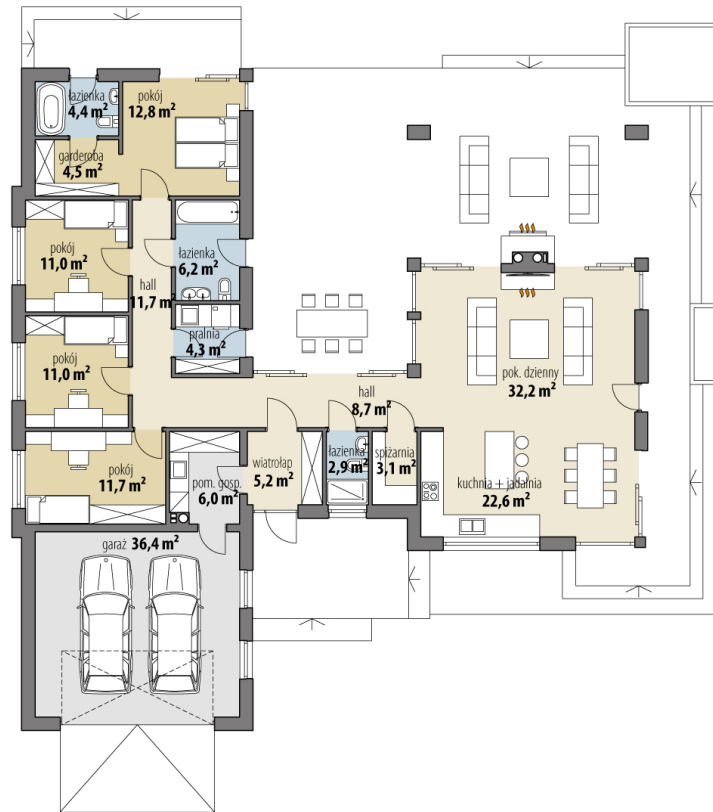 łazienka
4,4 m²
pokój
12,8 m²
garderoba
4,5 m²
pokój
11,0 m²
hall
11,7 m²
łazienka
6,2 m²
pralnia
4,3 m²
pokój
11,0 m²
pok. dzienny
32,2 m²
hall
8,7 m²
pokój
11,7 m²
pom. gosp.
6,0 m²
wiatrołap
5,2 m²
łazienka
2,9 m²
spiżarnia
3,1 m²
kuchnia + jadalnia
22,6 m²
garaż 36,4 m²